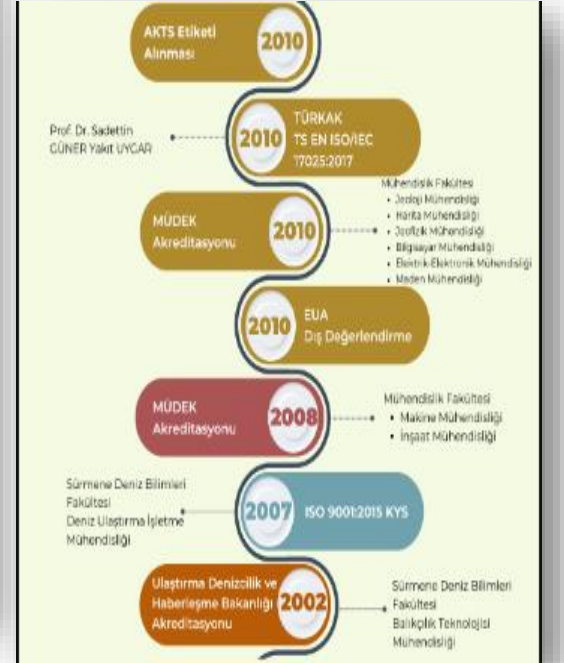 AKTS Etiketi
Alınması
2010
2010
TÜRKAK
TS EN ISO/IEC
17025:2017
Prof. Dr. Sadettin
GÜNER Yakıt UYGAR
MÜDEK
Akreditasyonu
2010
Mühendislik Fakültesi
• Jeoloji Mühendisliği
• Harita Mühendisliği
• Jeofizik Mühendisliği
• Bilgisayar Mühendisliği
• Elektrik-Elektronik Mühendisliği
• Maden Mühendisliği
2010
EUA
Dış Değerlendirme
MÜDEK
Akreditasyonu
2008
Mühendislik Fakültesi
• Makine Mühendisliği
• İnşaat Mühendisliği
Sürmene Deniz Bilimleri
Fakültesi
Deniz Ulaştırma İşletme
Mühendisliği
2007
ISO 9001:2015 KYS
Ulaştırma Denizcilik ve
Haberleşme Bakanlığı
Akreditasyonu
2002
Sürmene Deniz Bilimleri
Fakültesi
Balıkçılık Teknolojisi
Mühendisliği